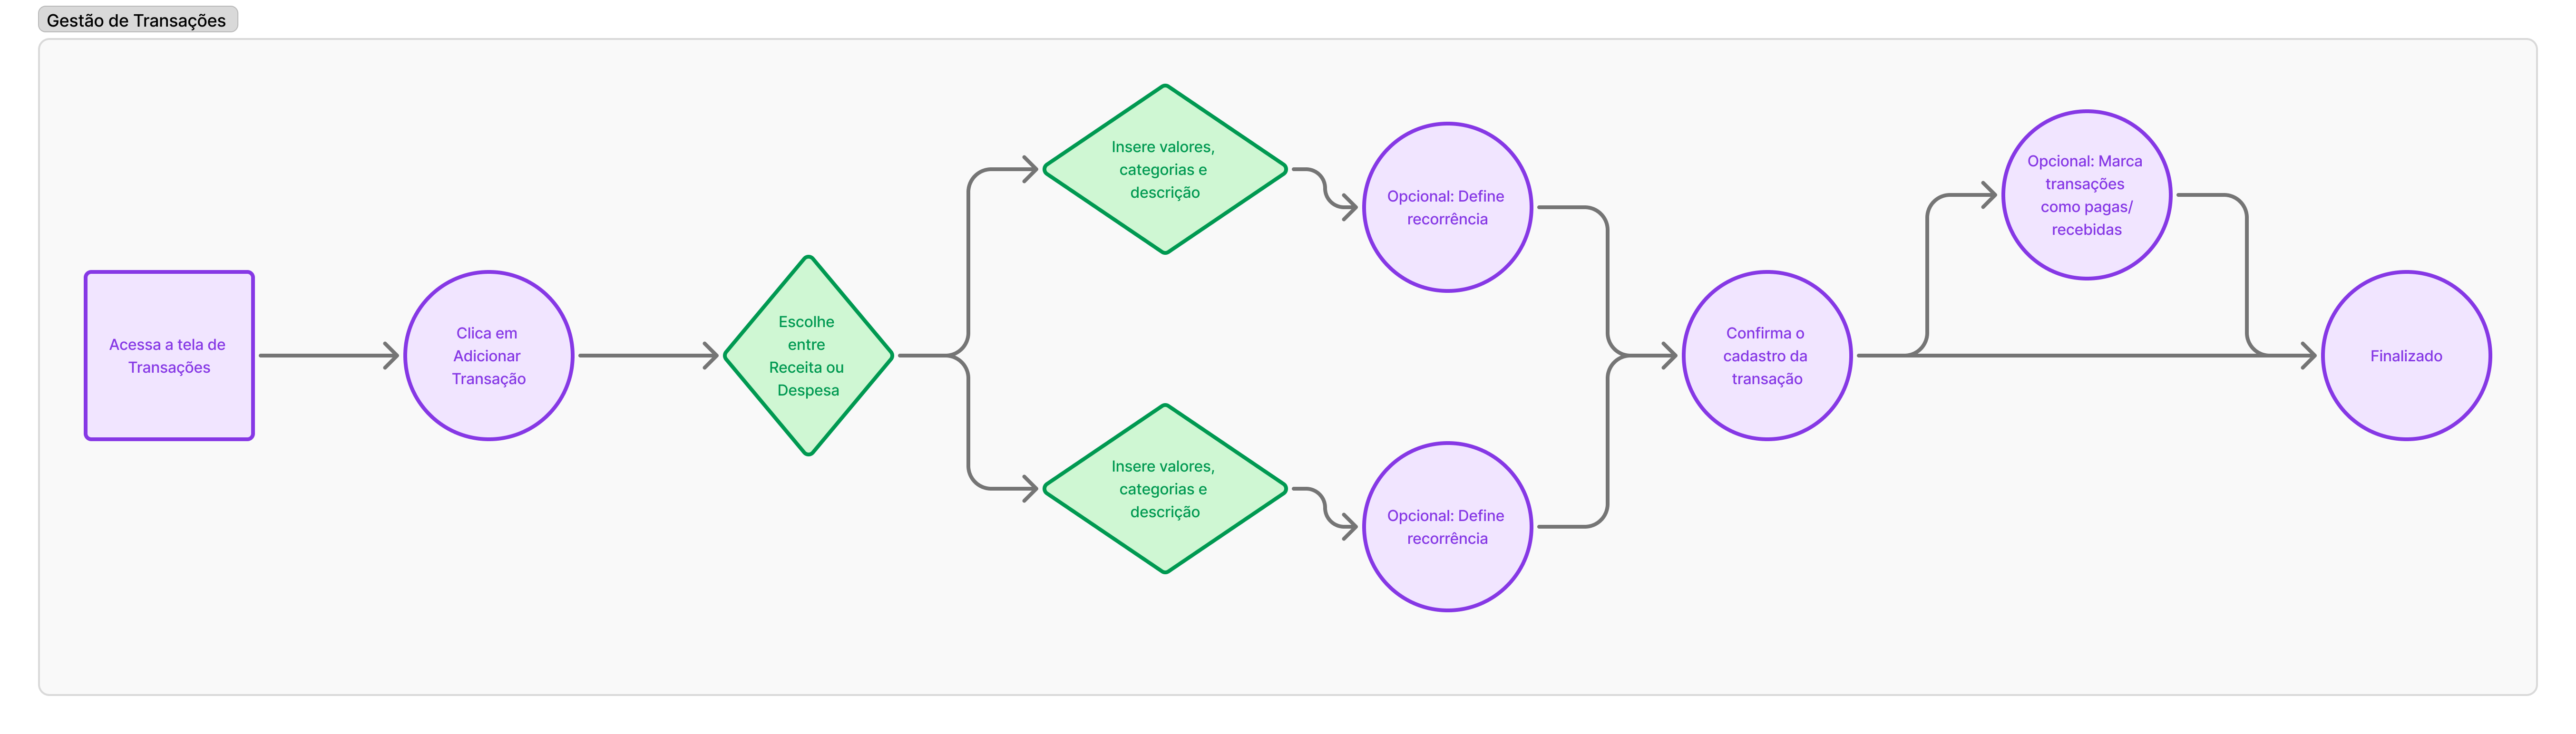 Gestão de Transações
Acessa a tela de
Transações
Clica em
Adicionar
Transação
Escolhe
entre
Receita ou
Despesa
Insere valores,
categorias e
descrição
Opcional: Define
recorrência
Insere valores,
categorias e
descrição
Opcional: Define
recorrência
Confirma o
cadastro da
transação
Opcional: Marca
transações
como pagas/
recebidas
Finalizado